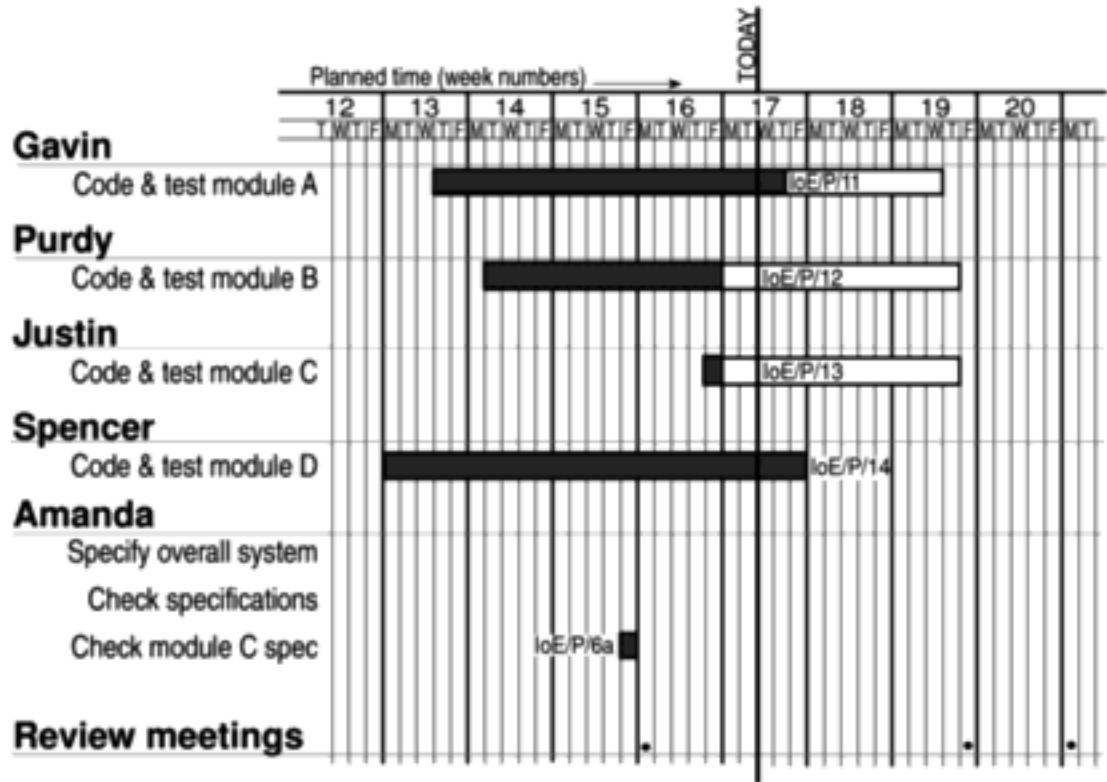 TODAY
Planned time (week numbers)
12 13 14 15 16 17 18 19 20
T W T F M T W T F M T W T F M T W T F M T W T F M T W T F M T W T F M T W T F M T W T F M T
Gavin
Code & test module A IoE/P/11
Purdy
Code & test module B IoE/P/12
Justin
Code & test module C IoE/P/13
Spencer
Code & test module D IoE/P/14
Amanda
Specify overall system
Check specifications
Check module C spec IoE/P/6a
Review meetings